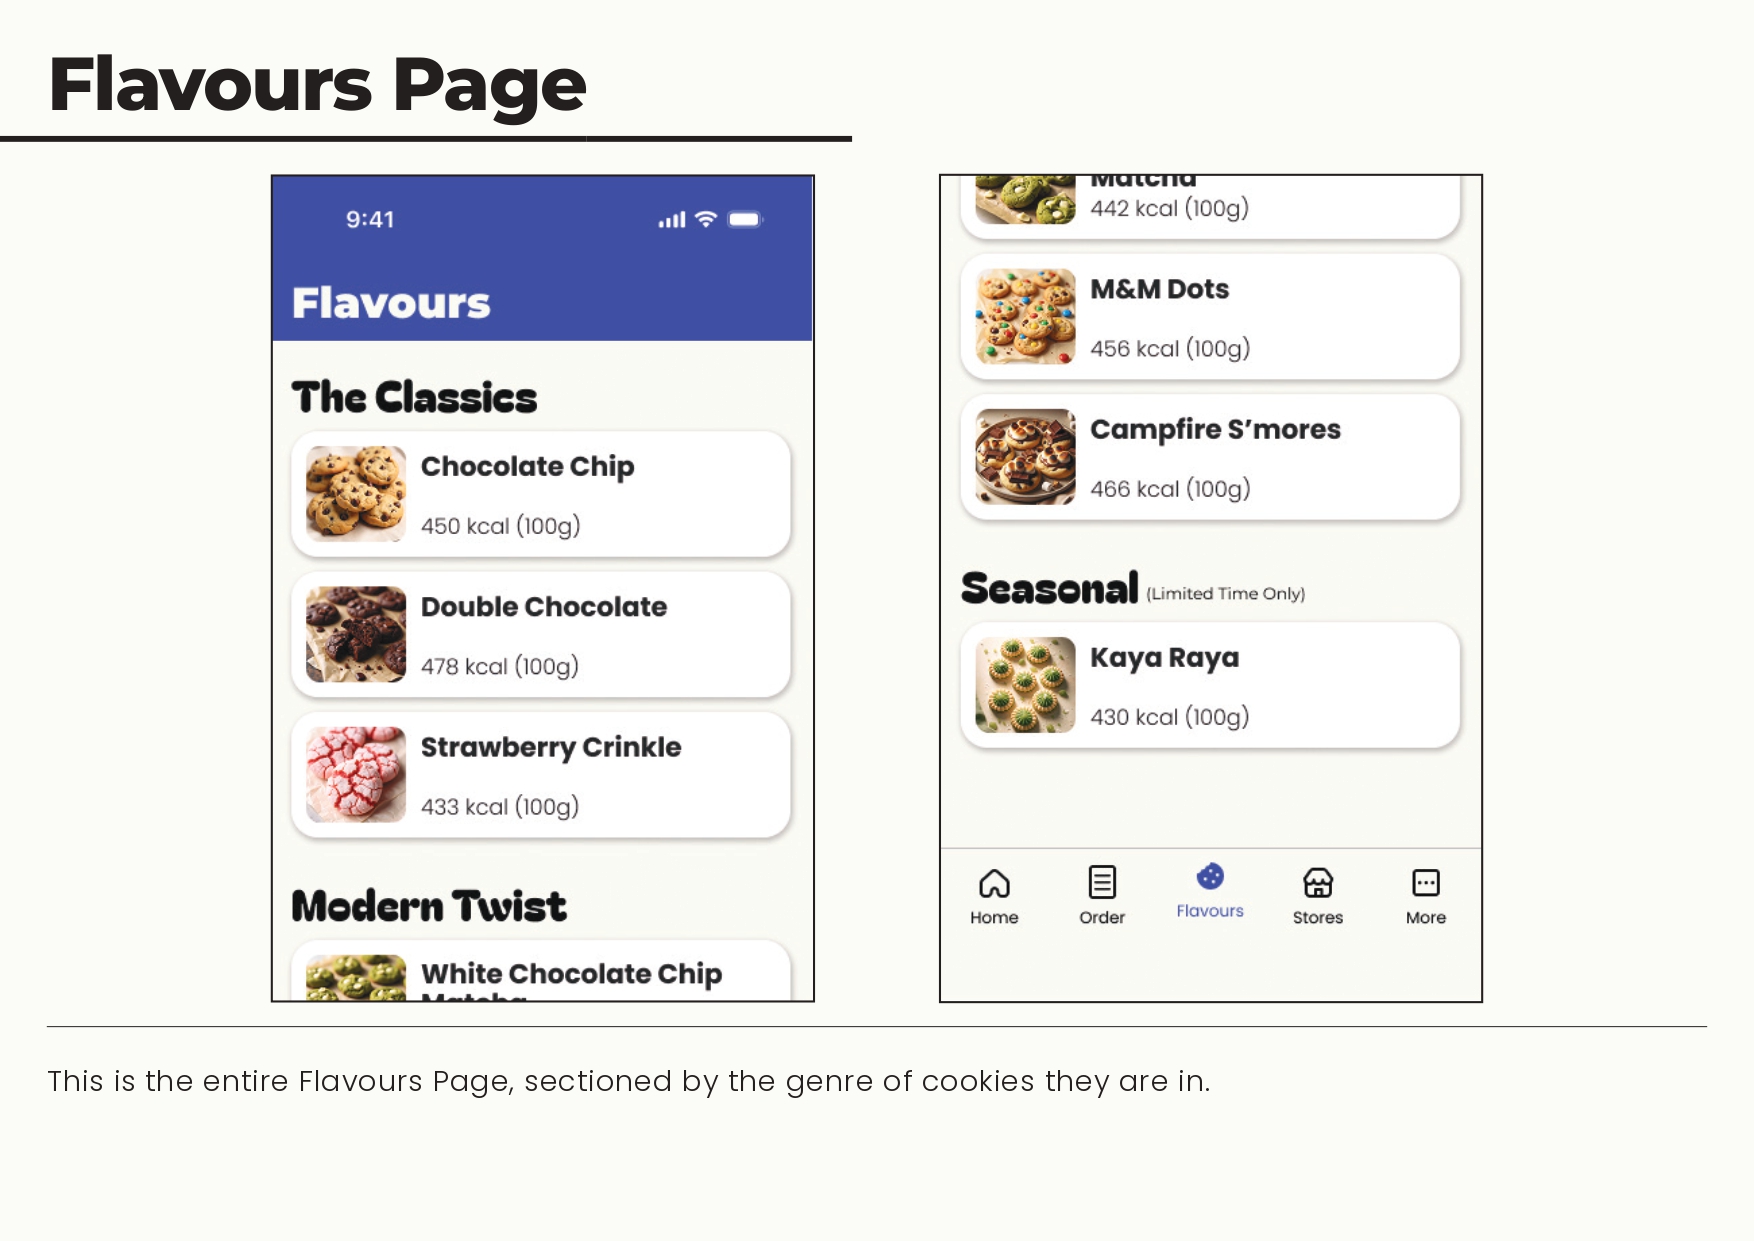 Flavours Page
9:41
Flavours
The Classics
Chocolate Chip
450 kcal (100g)
Double Chocolate
478 kcal (100g)
Strawberry Crinkle
433 kcal (100g)
Modern Twist
White Chocolate Chip
Matcha
Matcha
442 kcal (100g)
M&M Dots
456 kcal (100g)
Campfire S’mores
466 kcal (100g)
Seasonal (Limited Time Only)
Kaya Raya
430 kcal (100g)
Home
Order
Flavours
Stores
More
This is the entire Flavours Page, sectioned by the genre of cookies they are in.